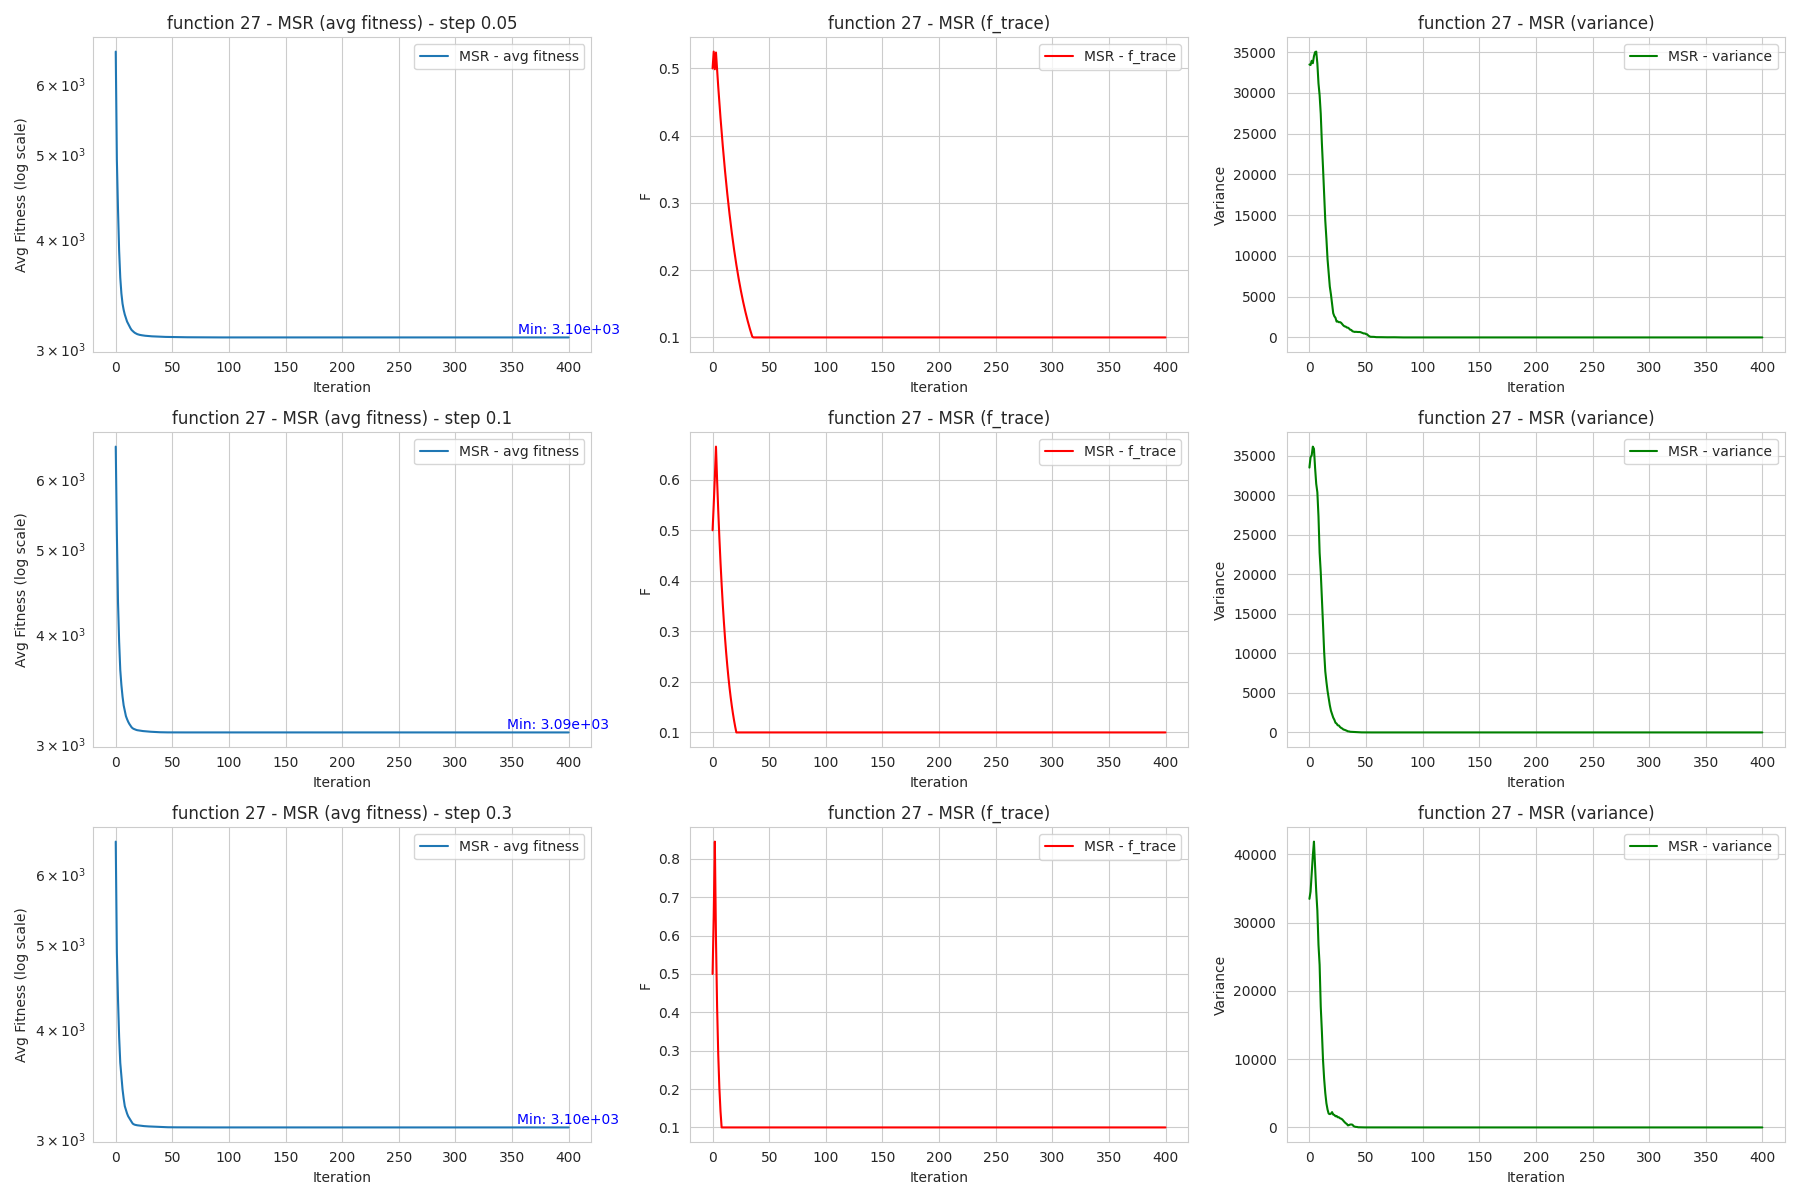 function 27 - MSR (avg fitness) - step 0.05
MSR - avg fitness
Avg Fitness (log scale)
6 × 10³
5 × 10³
4 × 10³
3 × 10³
Min: 3.10e+03
0 50 100 150 200 250 300 350 400
Iteration
function 27 - MSR (f_trace)
MSR - f_trace
F
0.5
0.4
0.3
0.2
0.1
0 50 100 150 200 250 300 350 400
Iteration
function 27 - MSR (variance)
MSR - variance
Variance
35000
30000
25000
20000
15000
10000
5000
0
0 50 100 150 200 250 300 350 400
Iteration
function 27 - MSR (avg fitness) - step 0.1
MSR - avg fitness
Avg Fitness (log scale)
6 × 10³
5 × 10³
4 × 10³
3 × 10³
Min: 3.09e+03
0 50 100 150 200 250 300 350 400
Iteration
function 27 - MSR (f_trace)
MSR - f_trace
F
0.6
0.5
0.4
0.3
0.2
0.1
0 50 100 150 200 250 300 350 400
Iteration
function 27 - MSR (variance)
MSR - variance
Variance
35000
30000
25000
20000
15000
10000
5000
0
0 50 100 150 200 250 300 350 400
Iteration
function 27 - MSR (avg fitness) - step 0.3
MSR - avg fitness
Avg Fitness (log scale)
6 × 10³
5 × 10³
4 × 10³
3 × 10³
Min: 3.10e+03
0 50 100 150 200 250 300 350 400
Iteration
function 27 - MSR (f_trace)
MSR - f_trace
F
0.8
0.7
0.6
0.5
0.4
0.3
0.2
0.1
0 50 100 150 200 250 300 350 400
Iteration
function 27 - MSR (variance)
MSR - variance
Variance
40000
30000
20000
10000
0
0 50 100 150 200 250 300 350 400
Iteration